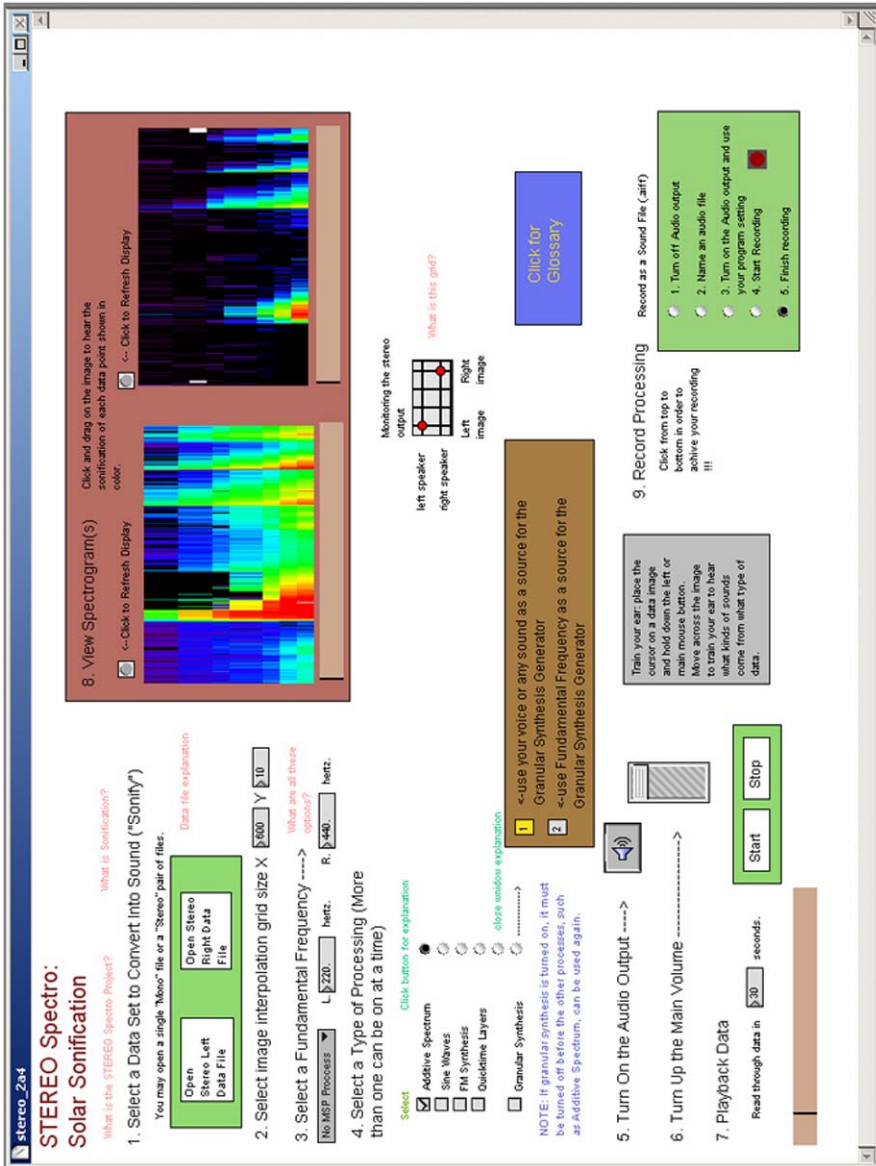 stereo_2a4
STEREO Spectro:
Solar Sonification
What is the STEREO Spectro Project?
What is Sonification?
1. Select a Data Set to Convert Into Sound ("Sonify")
You may open a single "Mono" file or a "Stereo" pair of files.
Open
Stereo Left
Data File
Open Stereo
Right Data
File
Data file explanation
2. Select image interpolation grid size X 600 Y 10
3. Select a Fundamental Frequency ---->
What are all these
options?
No MSP Proccess
L. 220. hertz.
R. 440. hertz.
4. Select a Type of Processing (More
than one can be on at a time)
Select
Click button for explanation
Additive Spectrum
Sine Waves
FM Synthesis
Quicktime Layers
close wnidow explanation
Granular Synthesis
-------------->
NOTE: If granular synthesis is turned on, it must
be turned off before the other processes, such
as Additive Spectrum, can be used again.
1 <-use your voice or any sound as a source for the
Granular Synthesis Generator
2 <-use Fundamental Frequency as a source for the
Granular Synthesis Generator
5. Turn On the Audio Output ---->
6. Turn Up the Main Volume ------------------>
7. Playback Data
Read through data in 30 seconds.
Start
Stop
Train your ear: place the
cursor on a data image
and hold down the left or
main mouse button.
Move across the image
to train your ear to hear
what kinds of sounds
come from what type of
data.
8. View Spectrogram(s)
Click and drag on the image to hear the
sonification of each data point shown in
color.
<--Click to Refresh Display
<-- Click to Refresh Display
Monitoring the stereo
output
left speaker
right speaker
Left
image
Right
image
What is this grid?
Click for
Glossary
9. Record Processing
Record as a Sound File (.aiff)
Click from top to
bottom in order to
achive your recording
!!!
1. Turn off Audio output
2. Name an audio file
3. Turn on the Audio output and use
your program setting
4. Start Recording
5. Finish recording